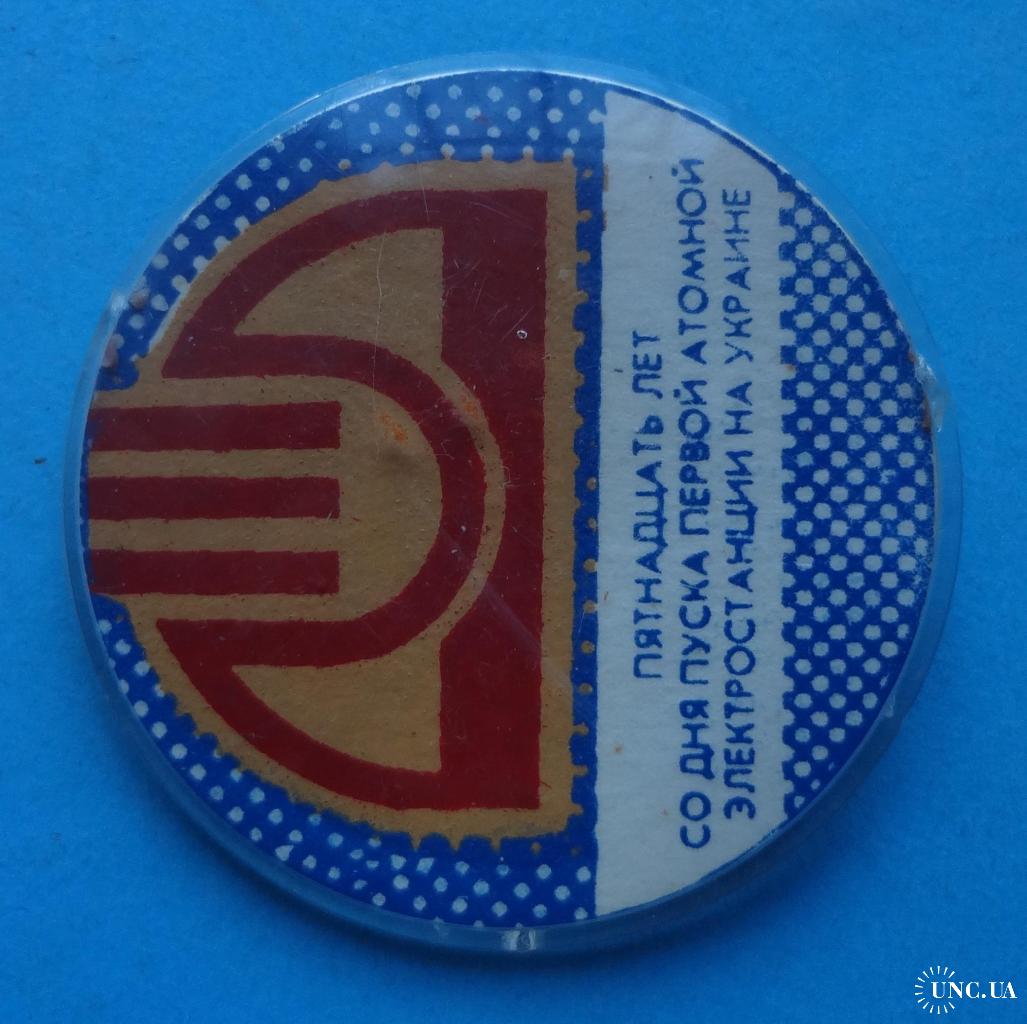 ПЯТНАДЦАТЬ ЛЕТ
СО ДНЯ ПУСКА ПЕРВОЙ АТОМНОЙ
ЭЛЕКТРОСТАНЦИИ НА УКРАИНЕ
UNC.UA